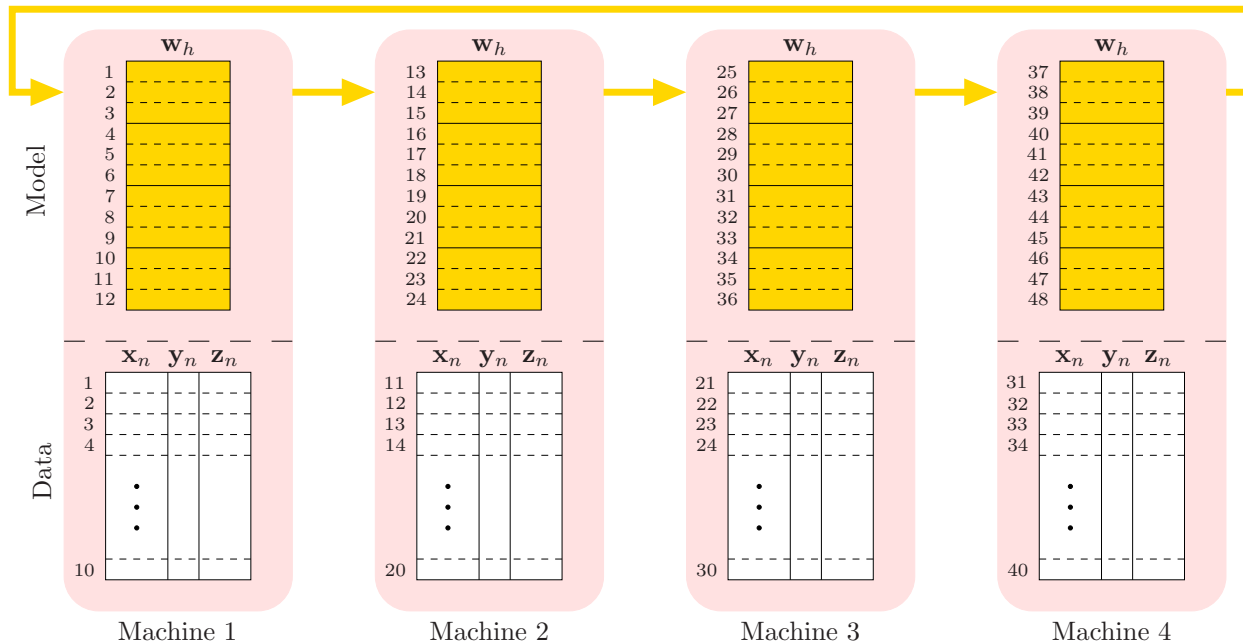 w_h w_h w_h w_h
1 13 25 37
2 14 26 38
3 15 27 39
4 16 28 40
5 17 29 41
6 18 30 42
7 19 31 43
8 20 32 44
9 21 33 45
10 22 34 46
11 23 35 47
12 24 36 48
Model
x_n y_n z_n x_n y_n z_n x_n y_n z_n x_n y_n z_n
1 11 21 31
2 12 22 32
3 13 23 33
4 14 24 34
10 20 30 40
Data
Machine 1 Machine 2 Machine 3 Machine 4